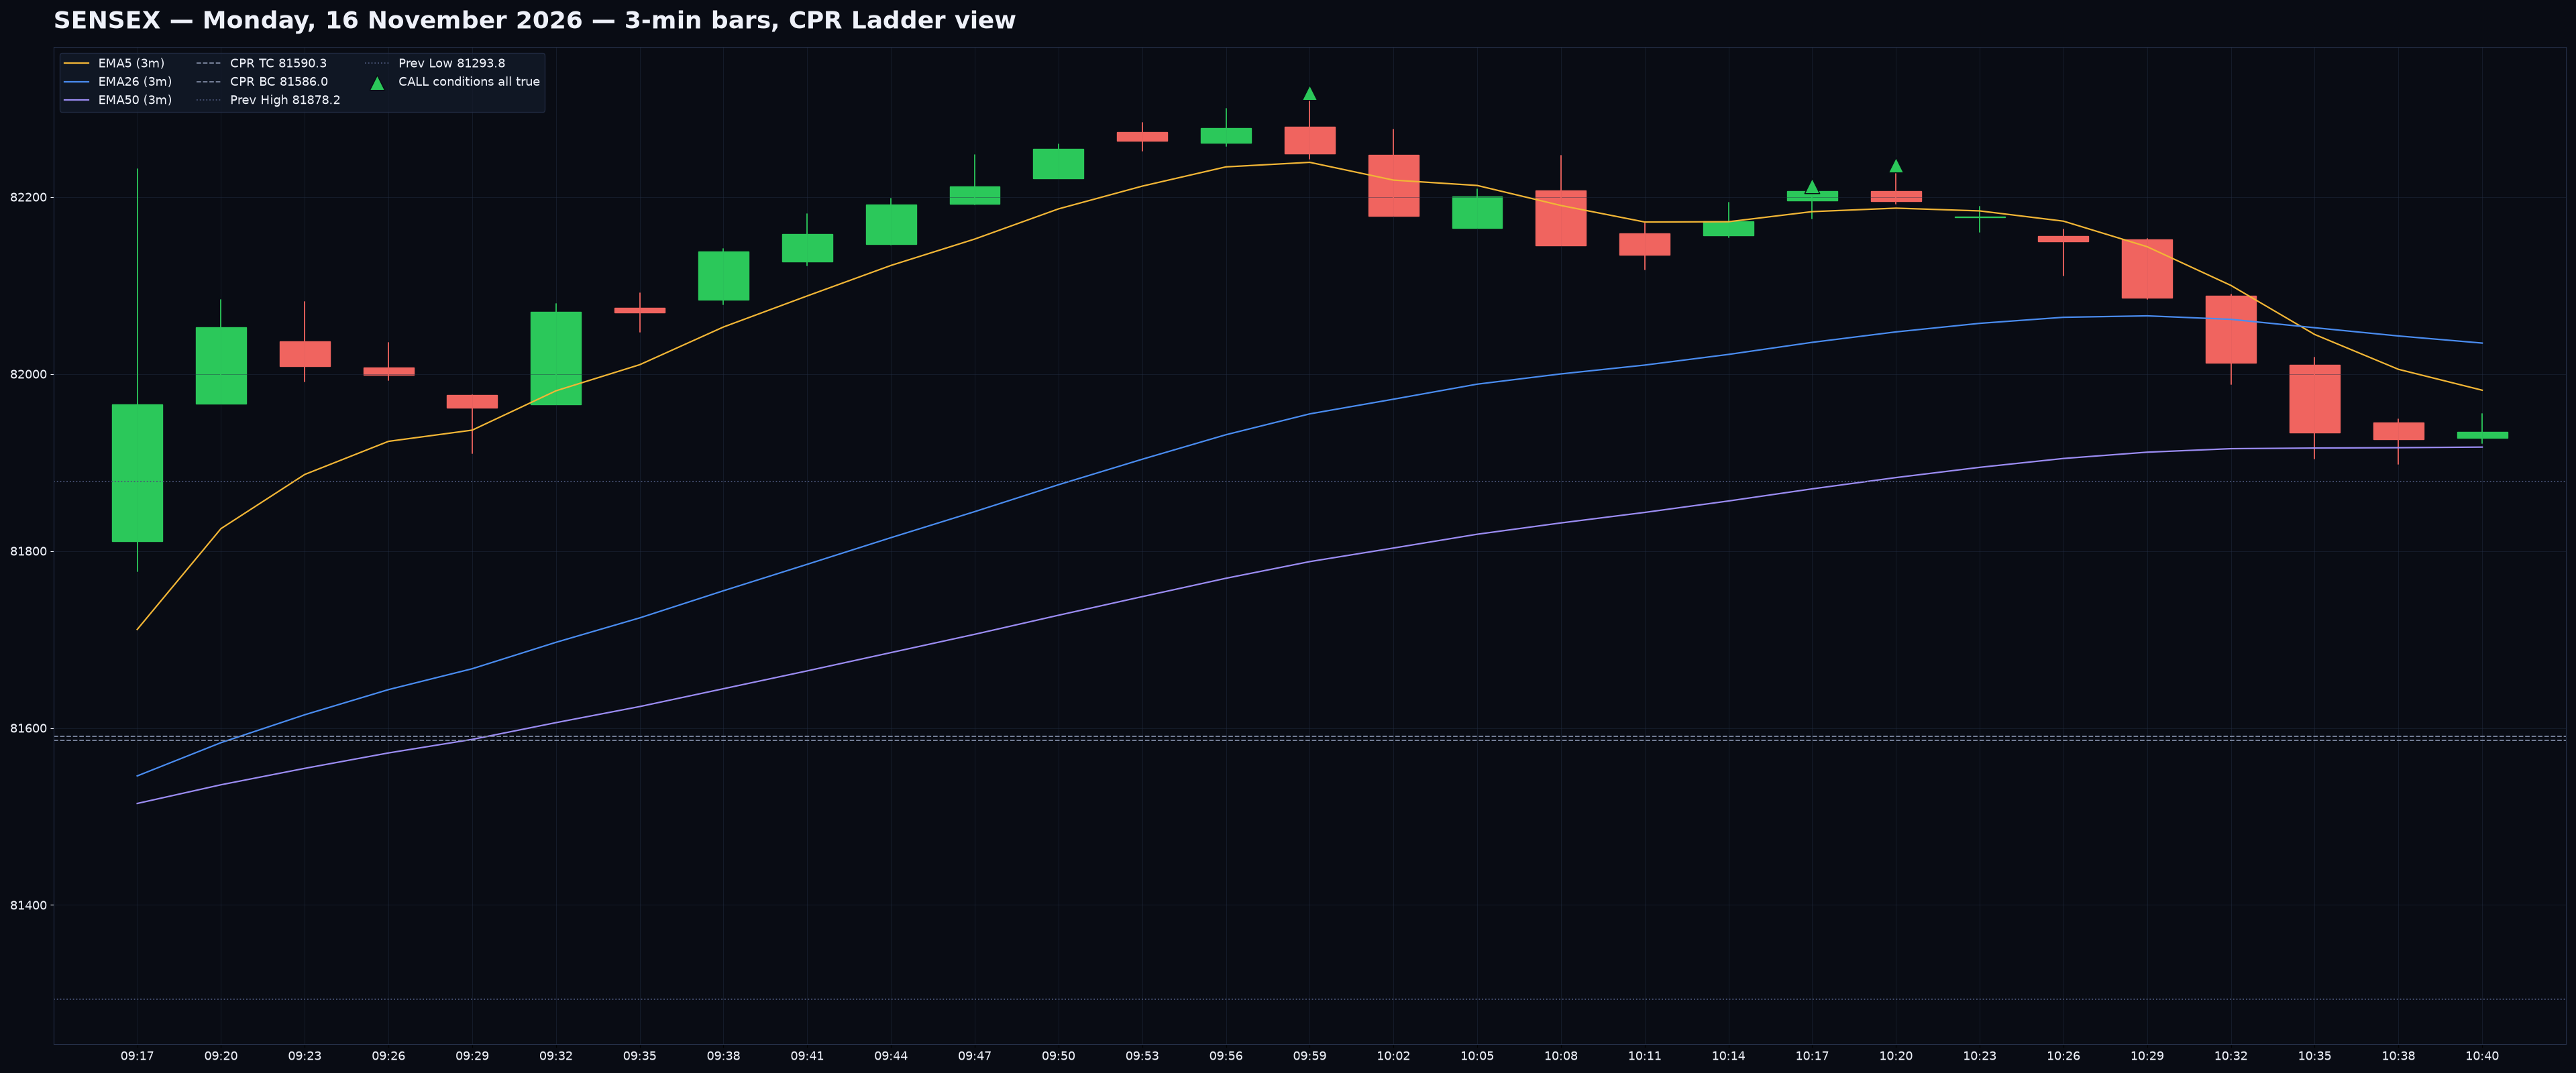 SENSEX — Monday, 16 November 2026 — 3-min bars, CPR Ladder view
EMA5 (3m)
EMA26 (3m)
EMA50 (3m)
CPR TC 81590.3
CPR BC 81586.0
Prev High 81878.2
Prev Low 81293.8
CALL conditions all true
82200
82000
81800
81600
81400
09:17 09:20 09:23 09:26 09:29 09:32 09:35 09:38 09:41 09:44 09:47 09:50 09:53 09:56 09:59 10:02 10:05 10:08 10:11 10:14 10:17 10:20 10:23 10:26 10:29 10:32 10:35 10:38 10:40